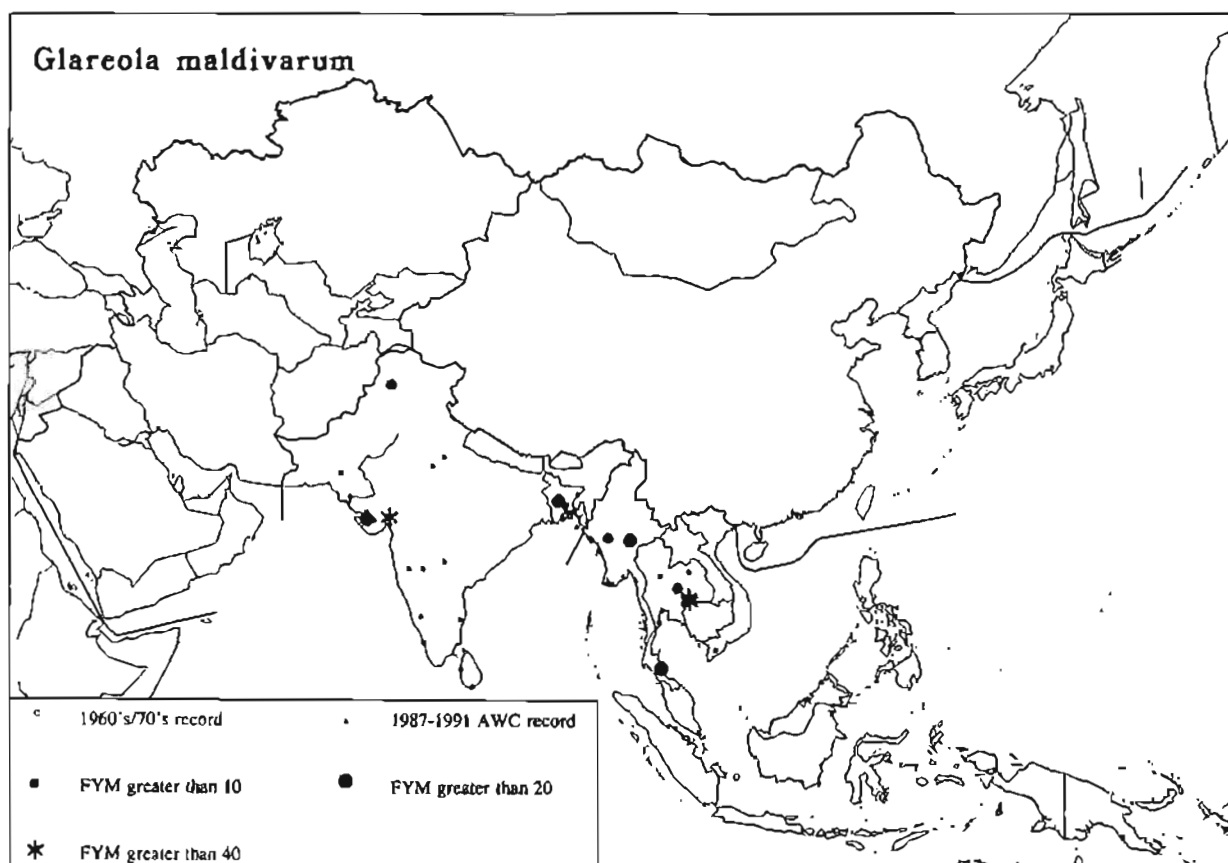 Glareola maldivarum
1960's/70's record
1987-1991 AWC record
FYM greater than 10
FYM greater than 20
FYM greater than 40